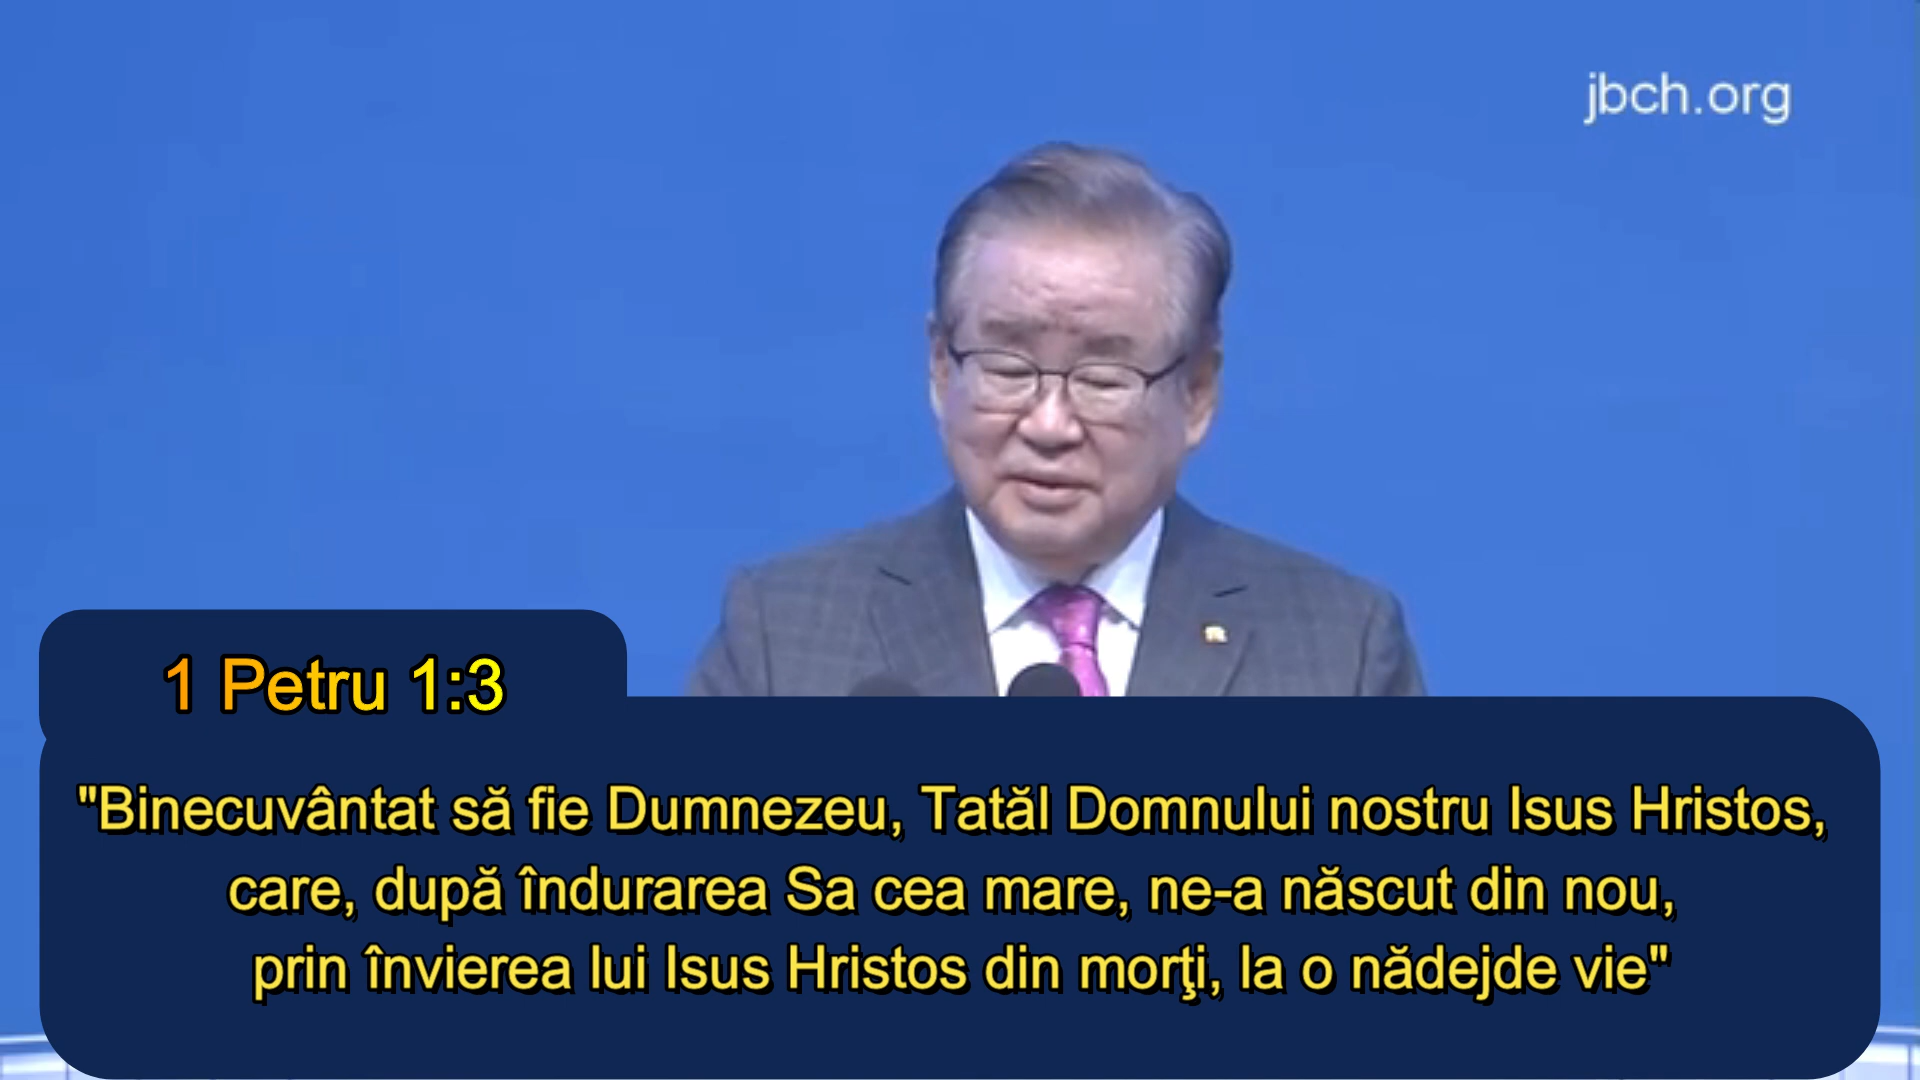 jbch.org
1 Petru 1:3
"Binecuvântat să fie Dumnezeu, Tatăl Domnului nostru Isus Hristos,
care, după îndurarea Sa cea mare, ne-a născut din nou,
prin învierea lui Isus Hristos din morţi, la o nădejde vie"